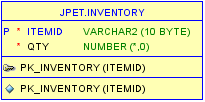 JPET.INVENTORY
P * ITEMID VARCHAR2 (10 BYTE)
* QTY NUMBER (*,0)
PK_INVENTORY (ITEMID)
PK_INVENTORY (ITEMID)